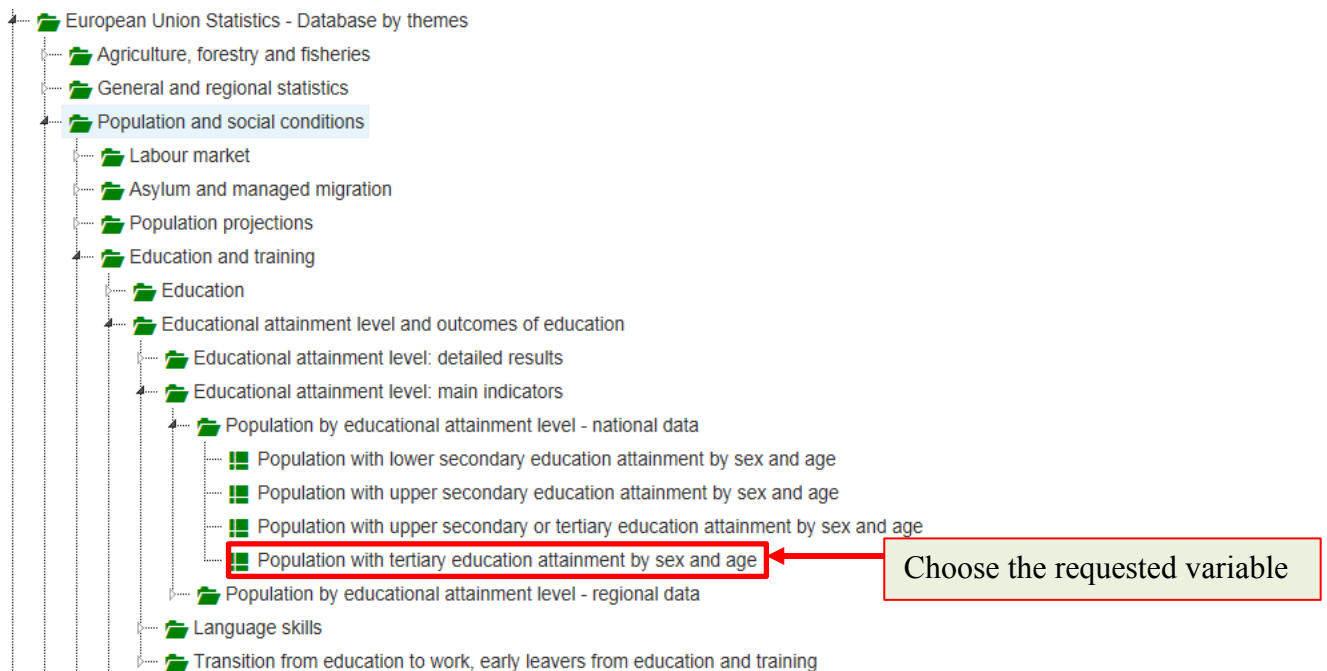 European Union Statistics - Database by themes
Agriculture, forestry and fisheries
General and regional statistics
Population and social conditions
Labour market
Asylum and managed migration
Population projections
Education and training
Education
Educational attainment level and outcomes of education
Educational attainment level: detailed results
Educational attainment level: main indicators
Population by educational attainment level - national data
Population with lower secondary education attainment by sex and age
Population with upper secondary education attainment by sex and age
Population with upper secondary or tertiary education attainment by sex and age
Population with tertiary education attainment by sex and age
Choose the requested variable
Population by educational attainment level - regional data
Language skills
Transition from education to work, early leavers from education and training